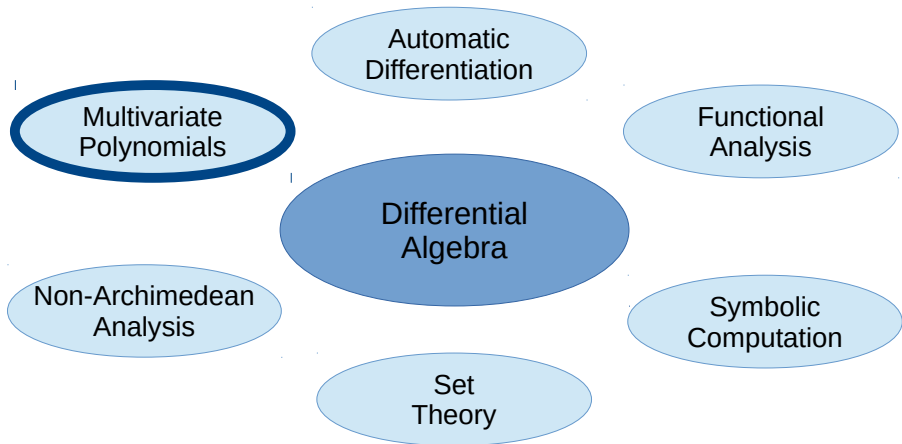 Automatic
Differentiation
Multivariate
Polynomials
Functional
Analysis
Differential
Algebra
Non-Archimedean
Analysis
Symbolic
Computation
Set
Theory